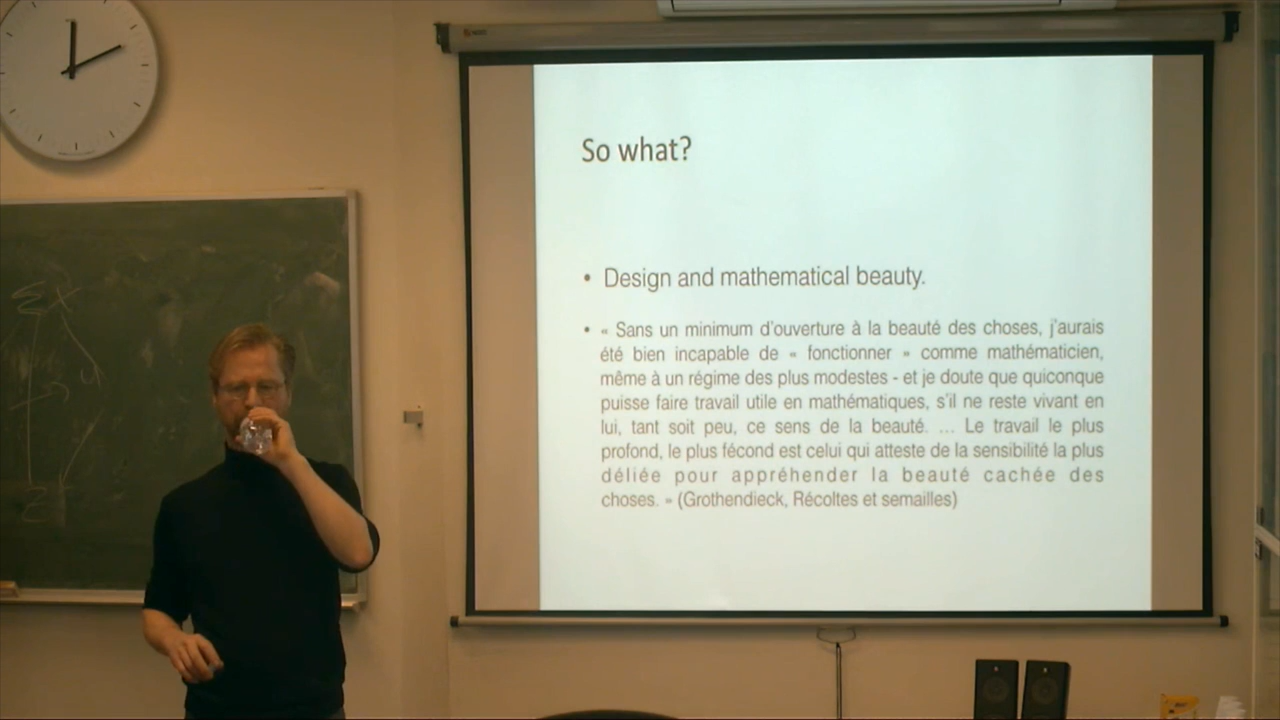 So what?
• Design and mathematical beauty.
• « Sans un minimum d'ouverture à la beauté des choses, j'aurais
été bien incapable de « fonctionner » comme mathématicien,
même à un régime des plus modestes - et je doute que quiconque
puisse faire travail utile en mathématiques, s'il ne reste vivant en
lui, tant soit peu, ce sens de la beauté. … Le travail le plus
profond, le plus fécond est celui qui atteste de la sensibilité la plus
déliée pour appréhender la beauté cachée des
choses. » (Grothendieck, Récoltes et semailles)